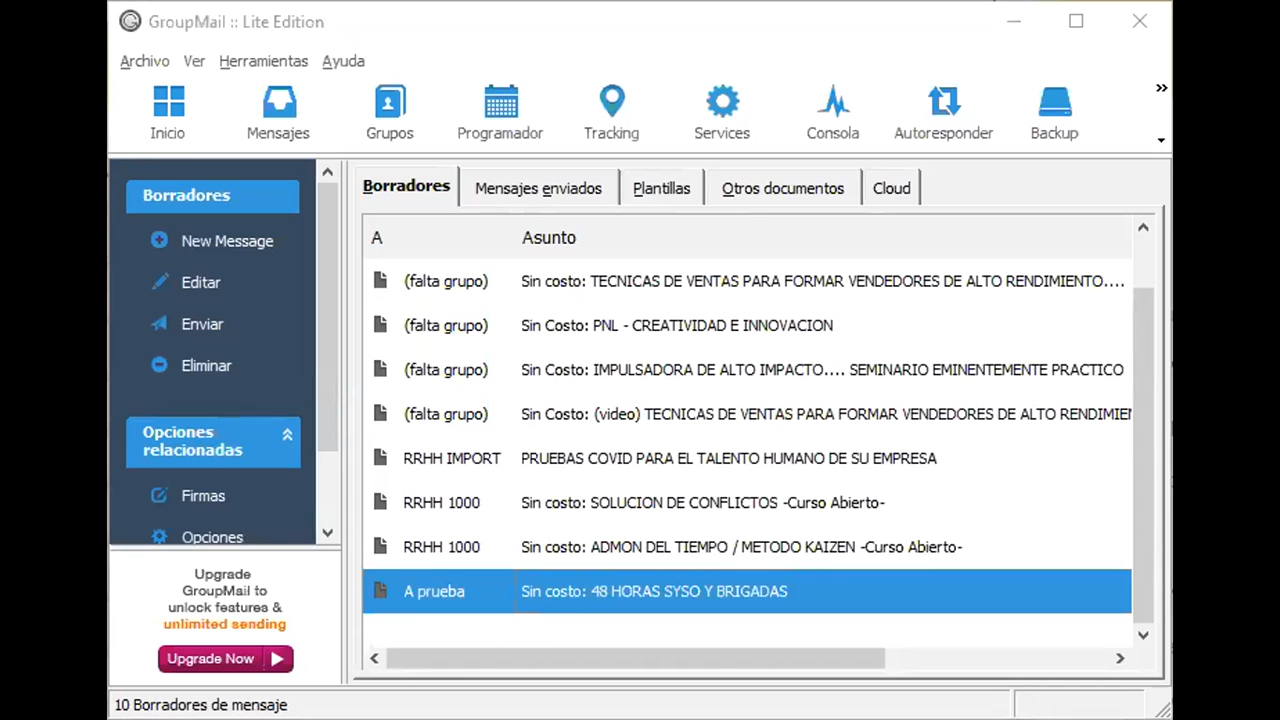 GroupMail :: Lite Edition
Archivo Ver Herramientas Ayuda
Inicio Mensajes Grupos Programador Tracking Services Consola Autoresponder Backup
Borradores
New Message
Editar
Enviar
Eliminar
Opciones
relacionadas
Firmas
Opciones
Upgrade
GroupMail to
unlock features &
unlimited sending
Upgrade Now
Borradores Mensajes enviados Plantillas Otros documentos Cloud
A Asunto
(falta grupo) Sin costo: TECNICAS DE VENTAS PARA FORMAR VENDEDORES DE ALTO RENDIMIENTO....
(falta grupo) Sin Costo: PNL - CREATIVIDAD E INNOVACION
(falta grupo) Sin Costo: IMPULSADORA DE ALTO IMPACTO.... SEMINARIO EMINENTEMENTE PRACTICO
(falta grupo) Sin Costo: (video) TECNICAS DE VENTAS PARA FORMAR VENDEDORES DE ALTO RENDIMIEN
RRHH IMPORT PRUEBAS COVID PARA EL TALENTO HUMANO DE SU EMPRESA
RRHH 1000 Sin costo: SOLUCION DE CONFLICTOS -Curso Abierto-
RRHH 1000 Sin costo: ADMON DEL TIEMPO / METODO KAIZEN -Curso Abierto-
A prueba Sin costo: 48 HORAS SYSO Y BRIGADAS
10 Borradores de mensaje